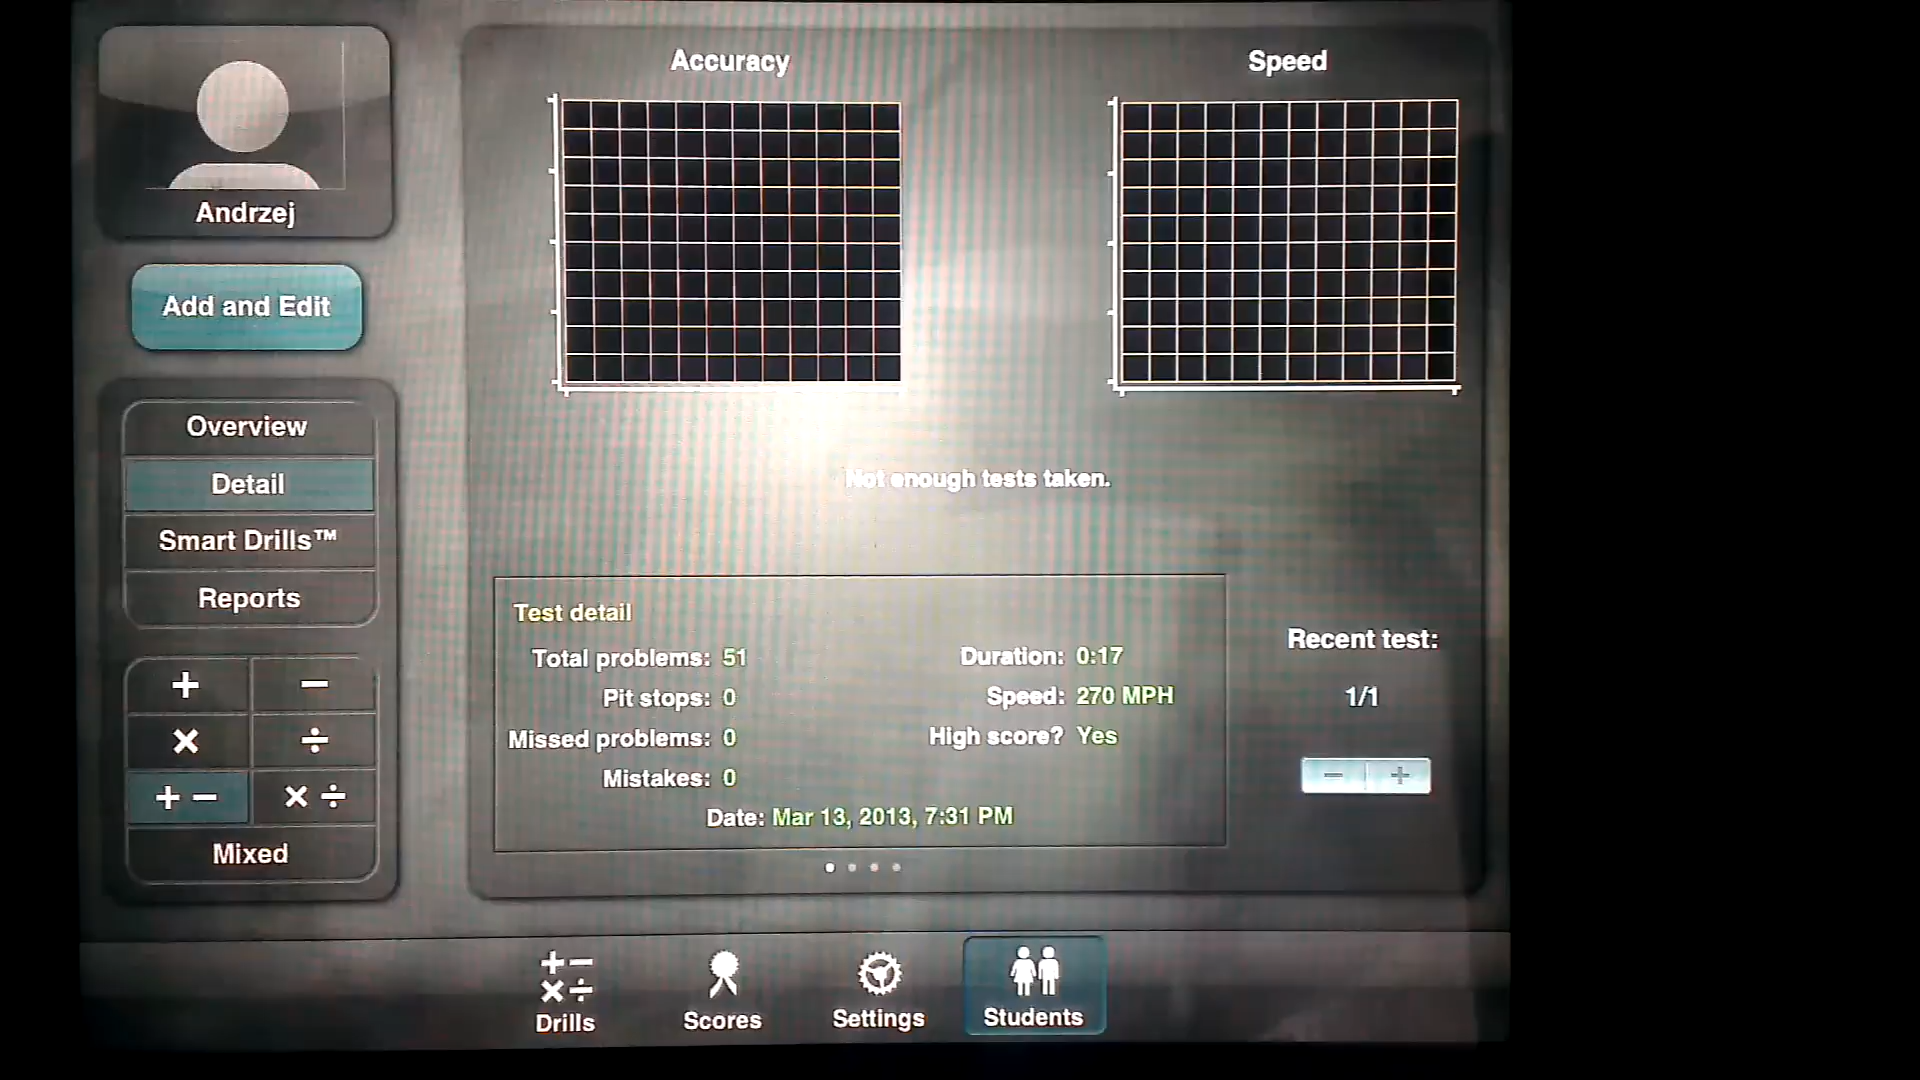 Andrzej
Add and Edit
Overview
Detail
Smart Drills™
Reports
+ −
× ÷
+ − × ÷
Mixed
Accuracy Speed
Not enough tests taken.
Test detail
Total problems: 51 Duration: 0:17
Pit stops: 0 Speed: 270 MPH
Missed problems: 0 High score? Yes
Mistakes: 0
Date: Mar 13, 2013, 7:31 PM
Recent test:
1/1
− +
Drills Scores Settings Students